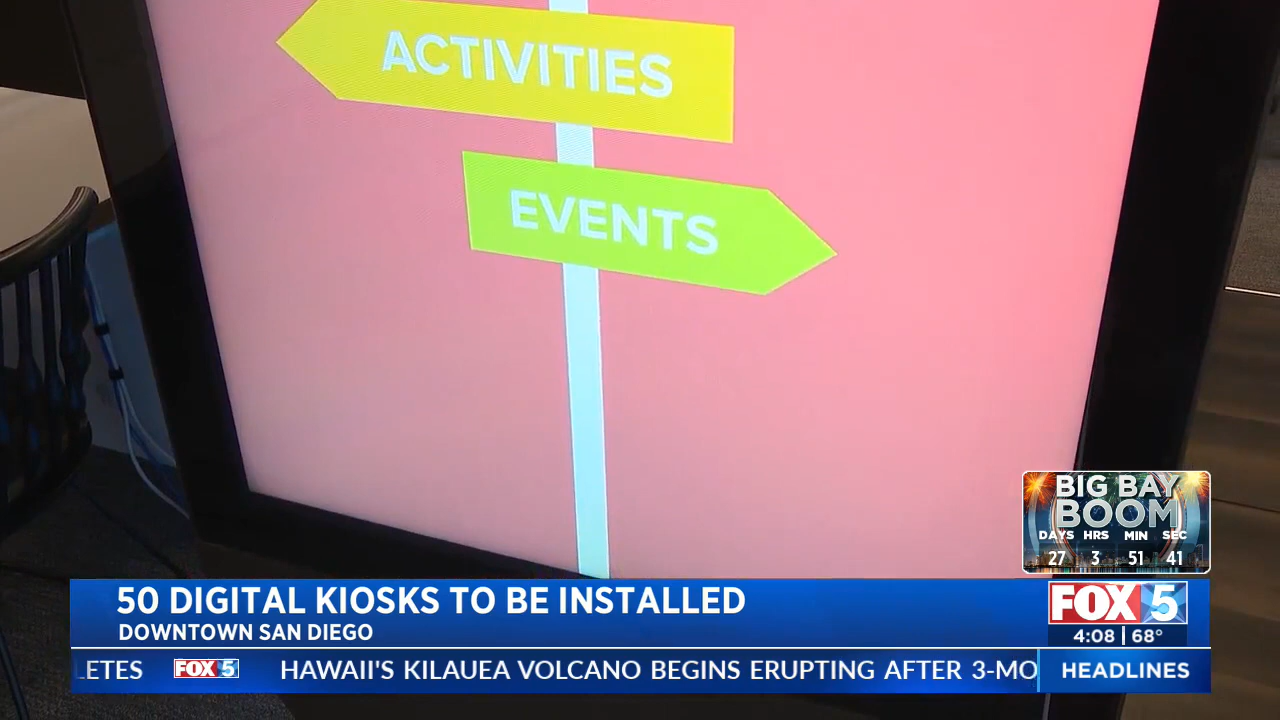 ACTIVITIES
EVENTS
BIG BAY
BOOM
DAYS HRS MIN SEC
27 3 51 41
50 DIGITAL KIOSKS TO BE INSTALLED
DOWNTOWN SAN DIEGO
FOX 5
4:08 | 68°
LETES FOX 5 HAWAII'S KILAUEA VOLCANO BEGINS ERUPTING AFTER 3-MO
HEADLINES